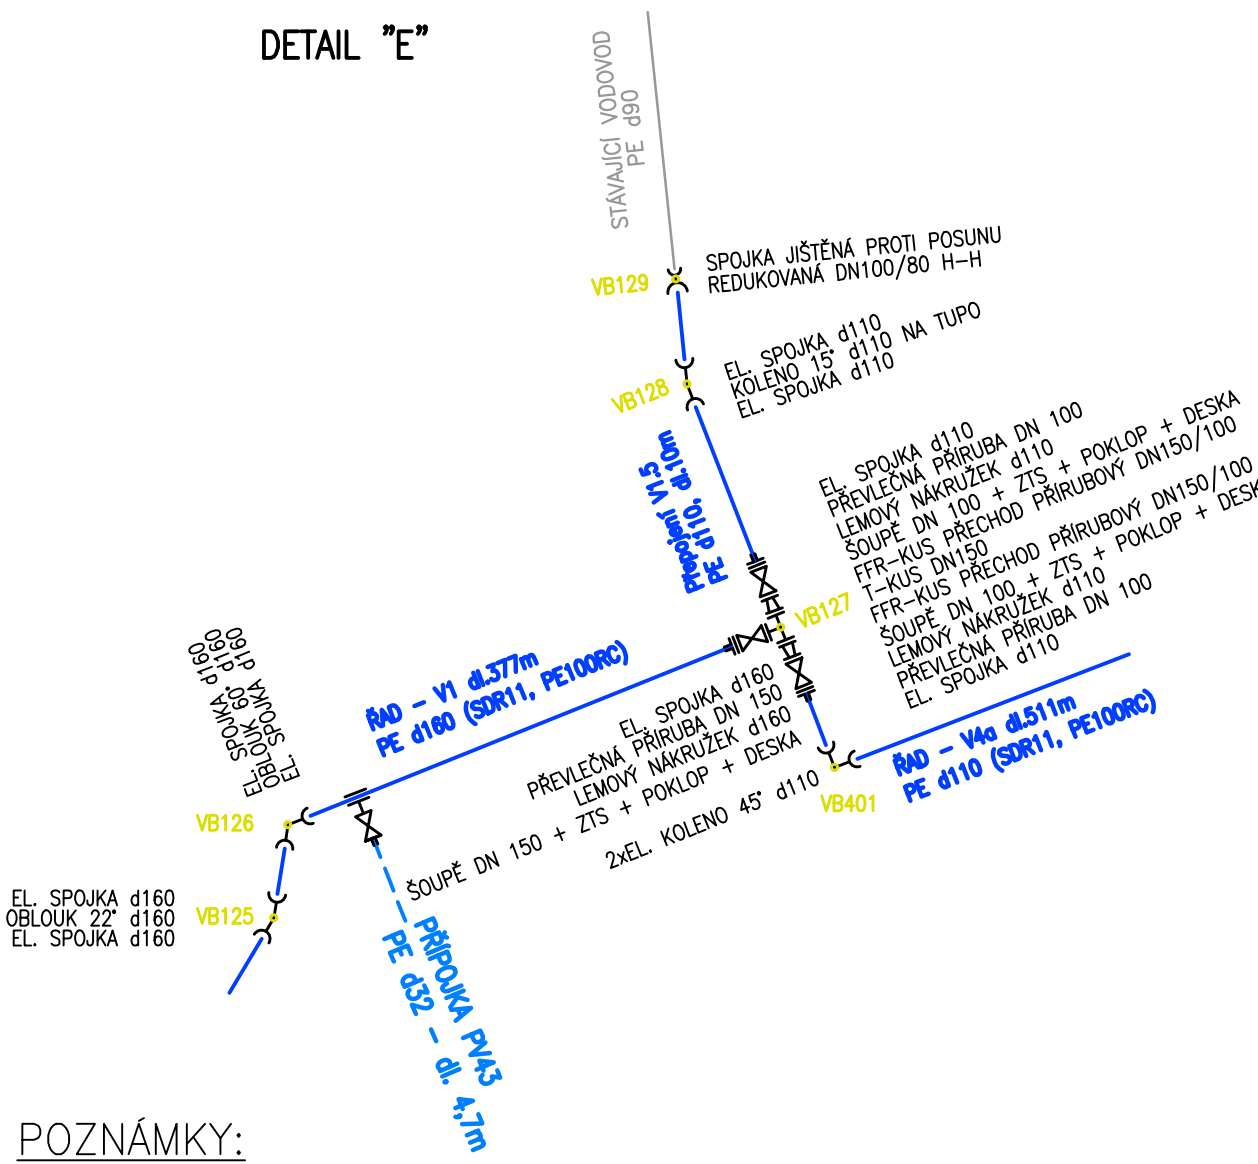 DETAIL "E"
STÁVAJÍCÍ VODOVOD
PE d90
VB129
SPOJKA JIŠTĚNÁ PROTI POSUNU
REDUKOVANÁ DN100/80 H-H
VB128
EL. SPOJKA d110
KOLENO 15° d110 NA TUPO
EL. SPOJKA d110
Přepojení V1.5
PE d110, dl.10m
VB127
EL. SPOJKA d110
PŘEVLEČNÁ PŘÍRUBA DN 100
LEMOVÝ NÁKRUŽEK d110
ŠOUPĚ DN 100 + ZTS + POKLOP + DESKA
FFR-KUS PŘECHOD PŘÍRUBOVÝ DN150/100
T-KUS DN150
FFR-KUS PŘECHOD PŘÍRUBOVÝ DN150/100
ŠOUPĚ DN 100 + ZTS + POKLOP + DESK
LEMOVÝ NÁKRUŽEK d110
PŘEVLEČNÁ PŘÍRUBA DN 100
EL. SPOJKA d110
ŘAD - V1 dl.377m
PE d160 (SDR11, PE100RC)
EL. SPOJKA d160
PŘEVLEČNÁ PŘÍRUBA DN 150
LEMOVÝ NÁKRUŽEK d160
ŠOUPĚ DN 150 + ZTS + POKLOP + DESKA
2xEL. KOLENO 45° d110
VB401
ŘAD - V4a dl.511m
PE d110 (SDR11, PE100RC)
EL. SPOJKA d160
OBLOUK 60° d160
EL. SPOJKA d160
VB126
EL. SPOJKA d160
OBLOUK 22° d160
EL. SPOJKA d160
VB125
PŘÍPOJKA PV43
PE d32 - dl. 4,7m
POZNÁMKY: